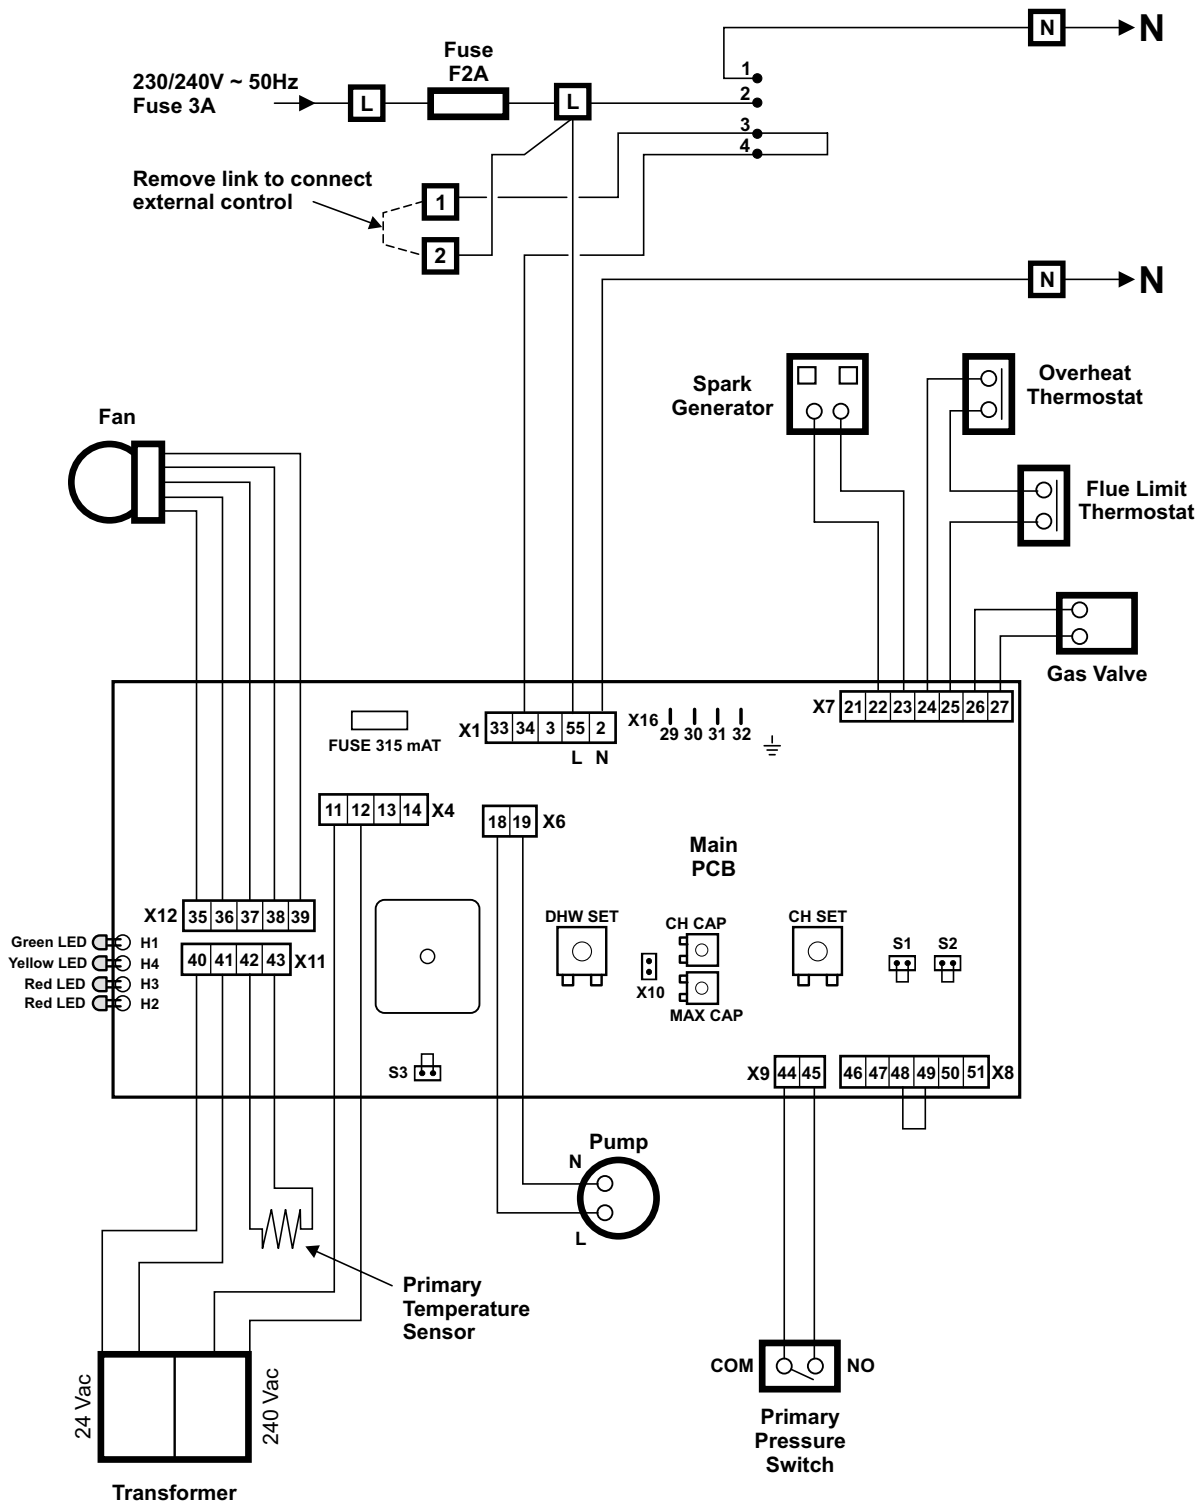 N
N
Fuse
F2A
230/240V ~ 50Hz
Fuse 3A
L
L
1
2
3
4
Remove link to connect
external control
1
2
N
N
Spark
Generator
Overheat
Thermostat
Fan
Flue Limit
Thermostat
Gas Valve
X7 21 22 23 24 25 26 27
X1 33 34 3 55 2
L N
X16
29 30 31 32
FUSE 315 mAT
11 12 13 14 X4
18 19 X6
Main
PCB
X12 35 36 37 38 39
DHW SET
CH CAP
CH SET
Green LED H1
Yellow LED H4
Red LED H3
Red LED H2
40 41 42 43 X11
S1 S2
X10
MAX CAP
S3
X9 44 45
46 47 48 49 50 51 X8
Pump
N
L
Primary
Temperature
Sensor
24 Vac
240 Vac
COM NO
Primary
Pressure
Switch
Transformer